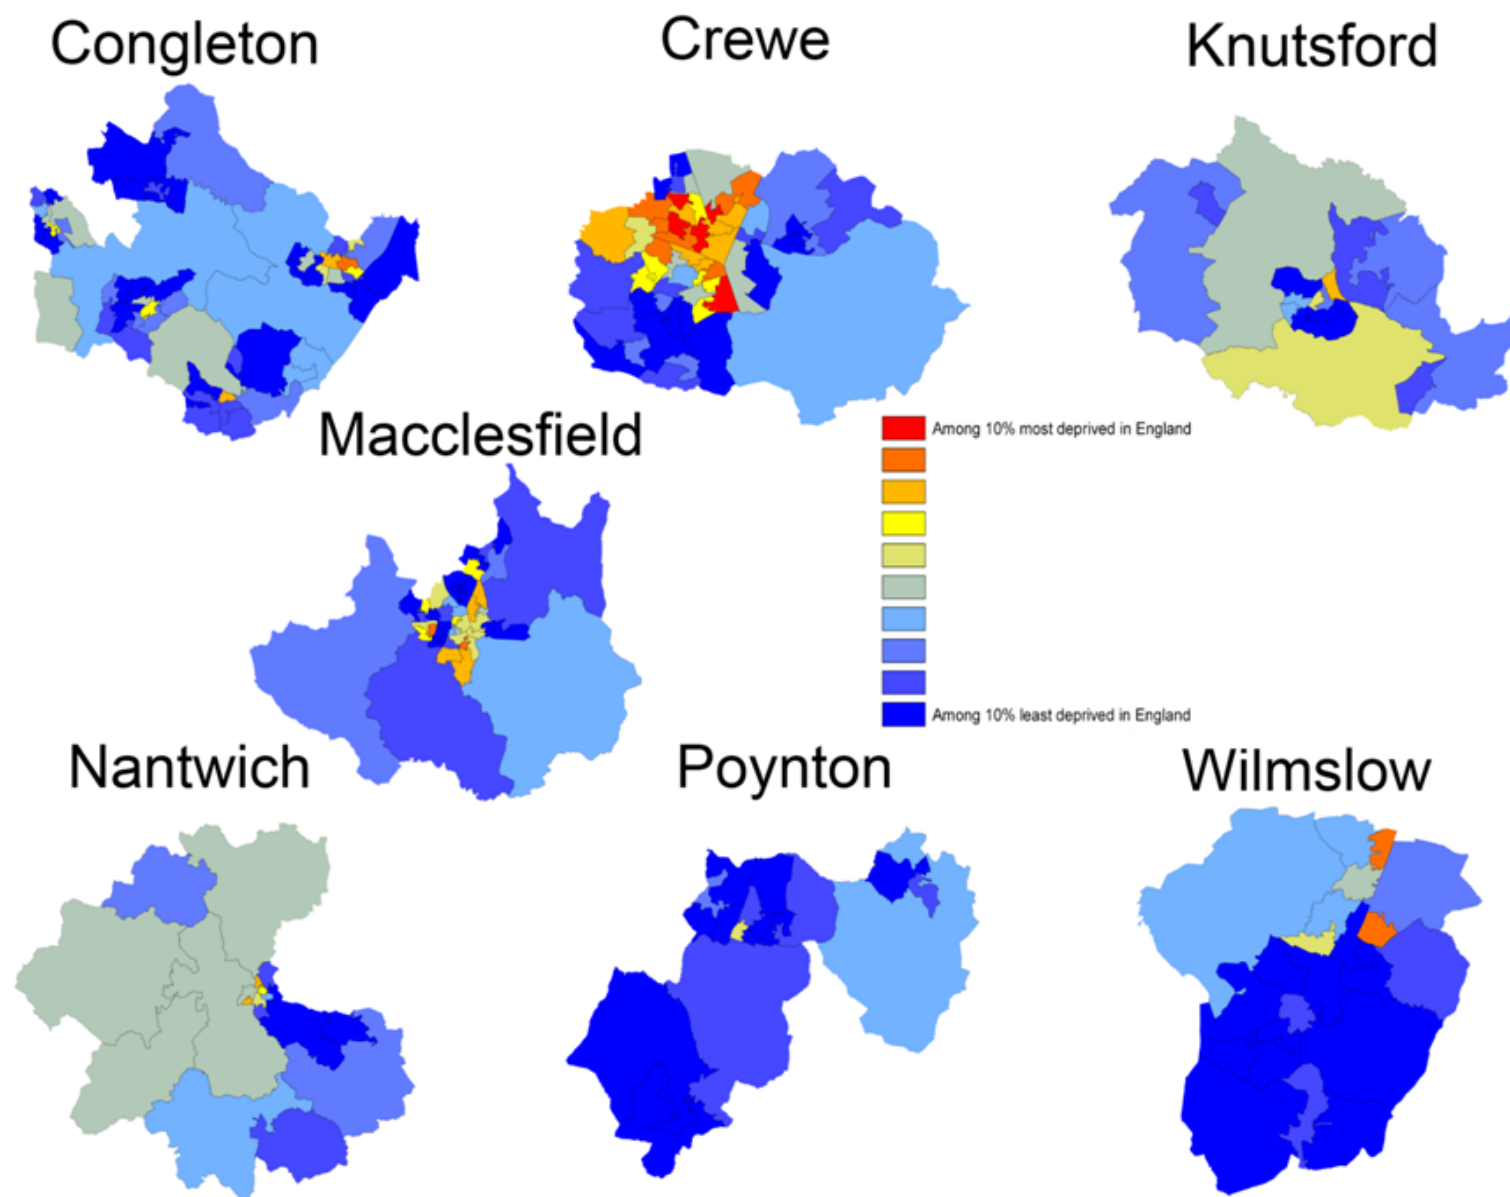 Congleton
Crewe
Knutsford
Macclesfield
Among 10% most deprived in England
Among 10% least deprived in England
Nantwich
Poynton
Wilmslow